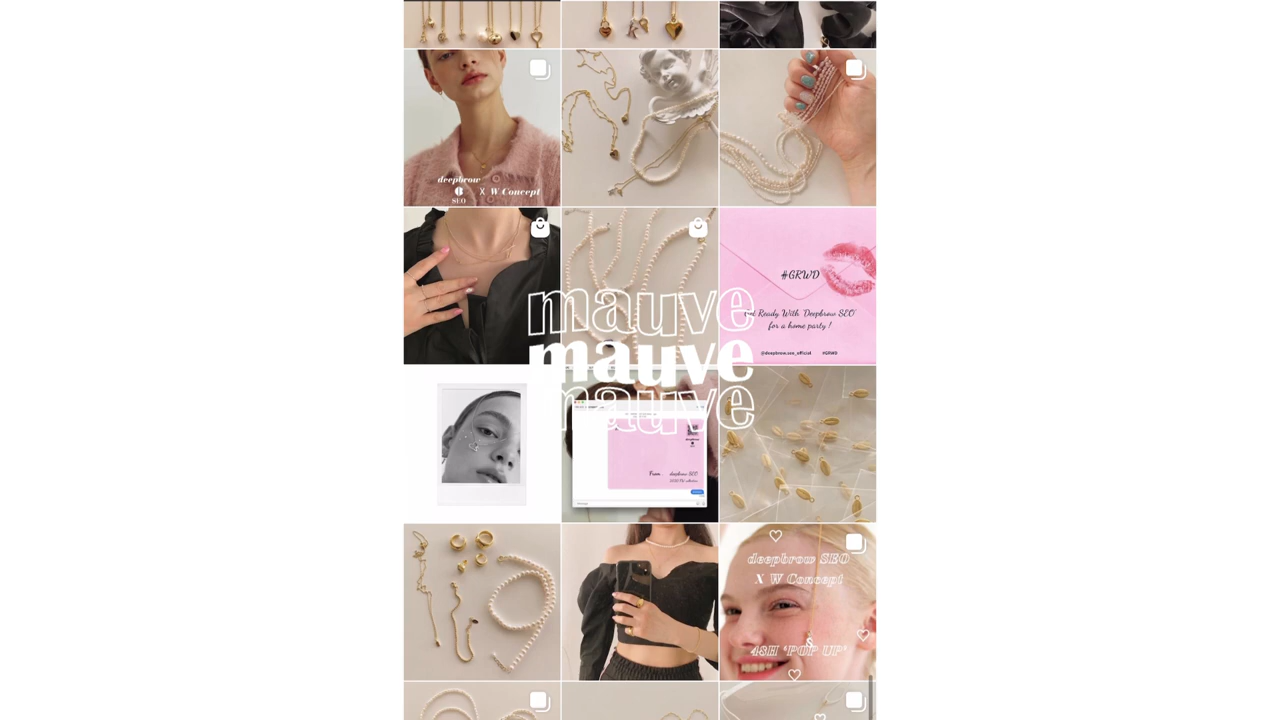 deepbrow
SEO
X W Concept
#GRWD
Get Ready With 'Deepbrow SEO'
for a home party !
@deepbrow.seo_official
#GRWD
mauve
mauve
mauve
From.
deepbrow SEO
deepbrow SEO
X W Concept
48H 'POP UP'